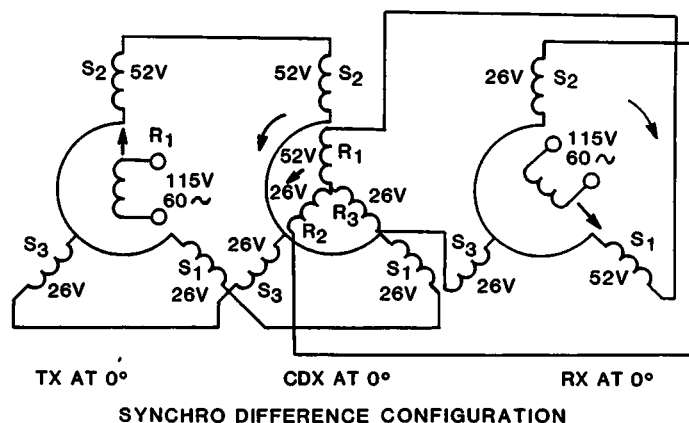 S2 52V
52V S2
26V S2
R1
115V
60~
52V R1
26V
26V
R2 R3
115V
60~
S3
26V
S1
26V
26V
S3
S1
26V
S3
26V
S1
52V
TX AT 0°
CDX AT 0°
RX AT 0°
SYNCHRO DIFFERENCE CONFIGURATION